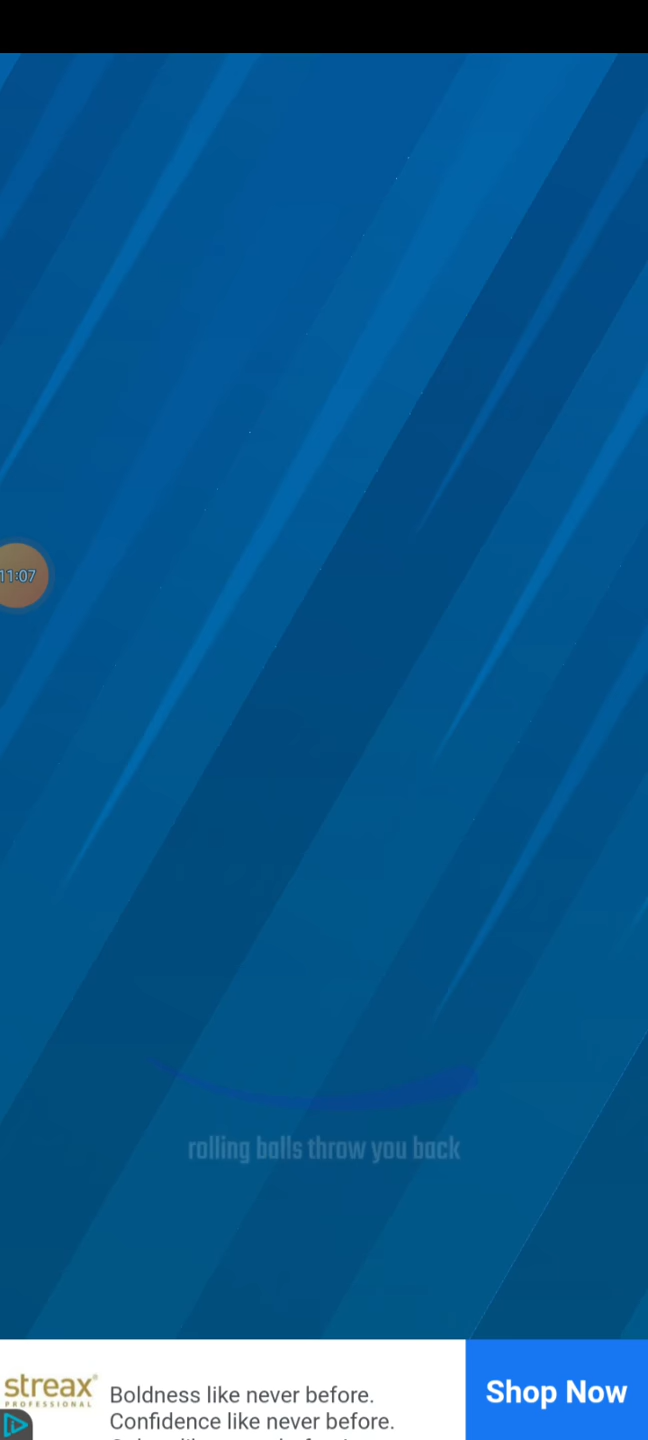 11:07
rolling balls throw you back
streax
PROFESSIONAL
Boldness like never before.
Confidence like never before.
Shop Now